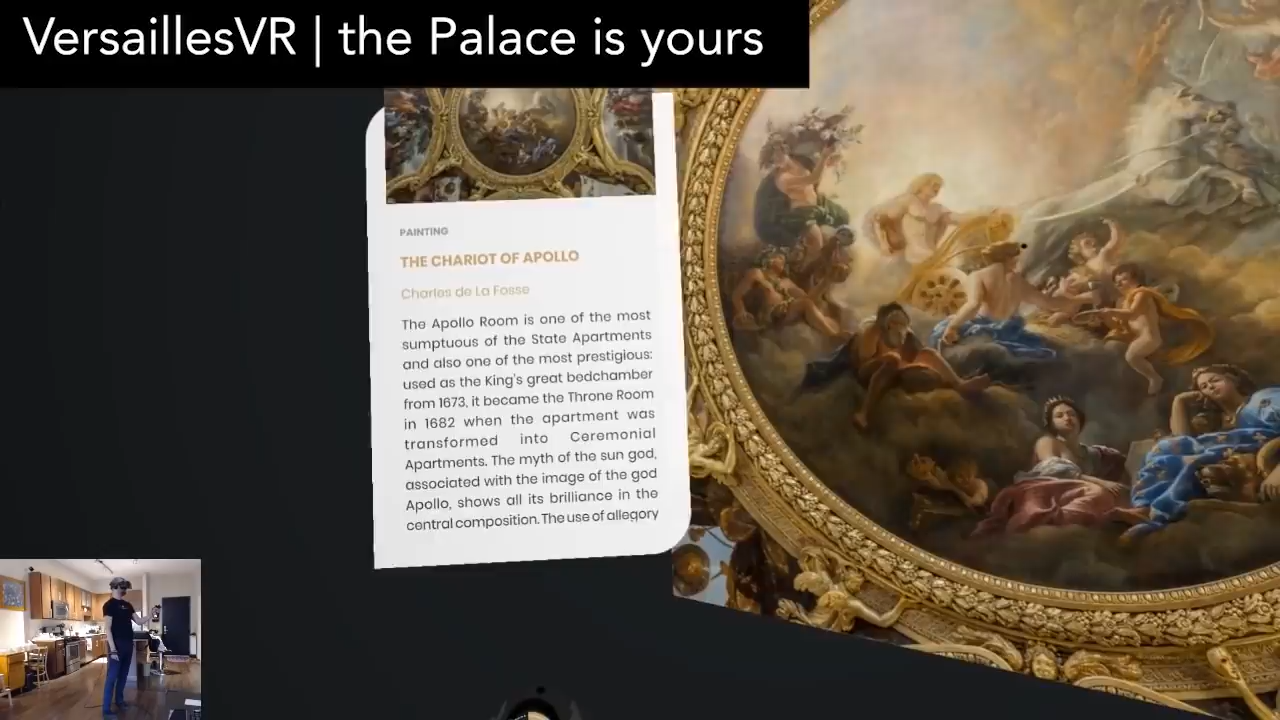 VersaillesVR | the Palace is yours
PAINTING
THE CHARIOT OF APOLLO
Charles de La Fosse
The Apollo Room is one of the most
sumptuous of the State Apartments
and also one of the most prestigious:
used as the King's great bedchamber
from 1673, it became the Throne Room
in 1682 when the apartment was
transformed into Ceremonial
Apartments. The myth of the sun god,
associated with the image of the god
Apollo, shows all its brilliance in the
central composition. The use of allegory